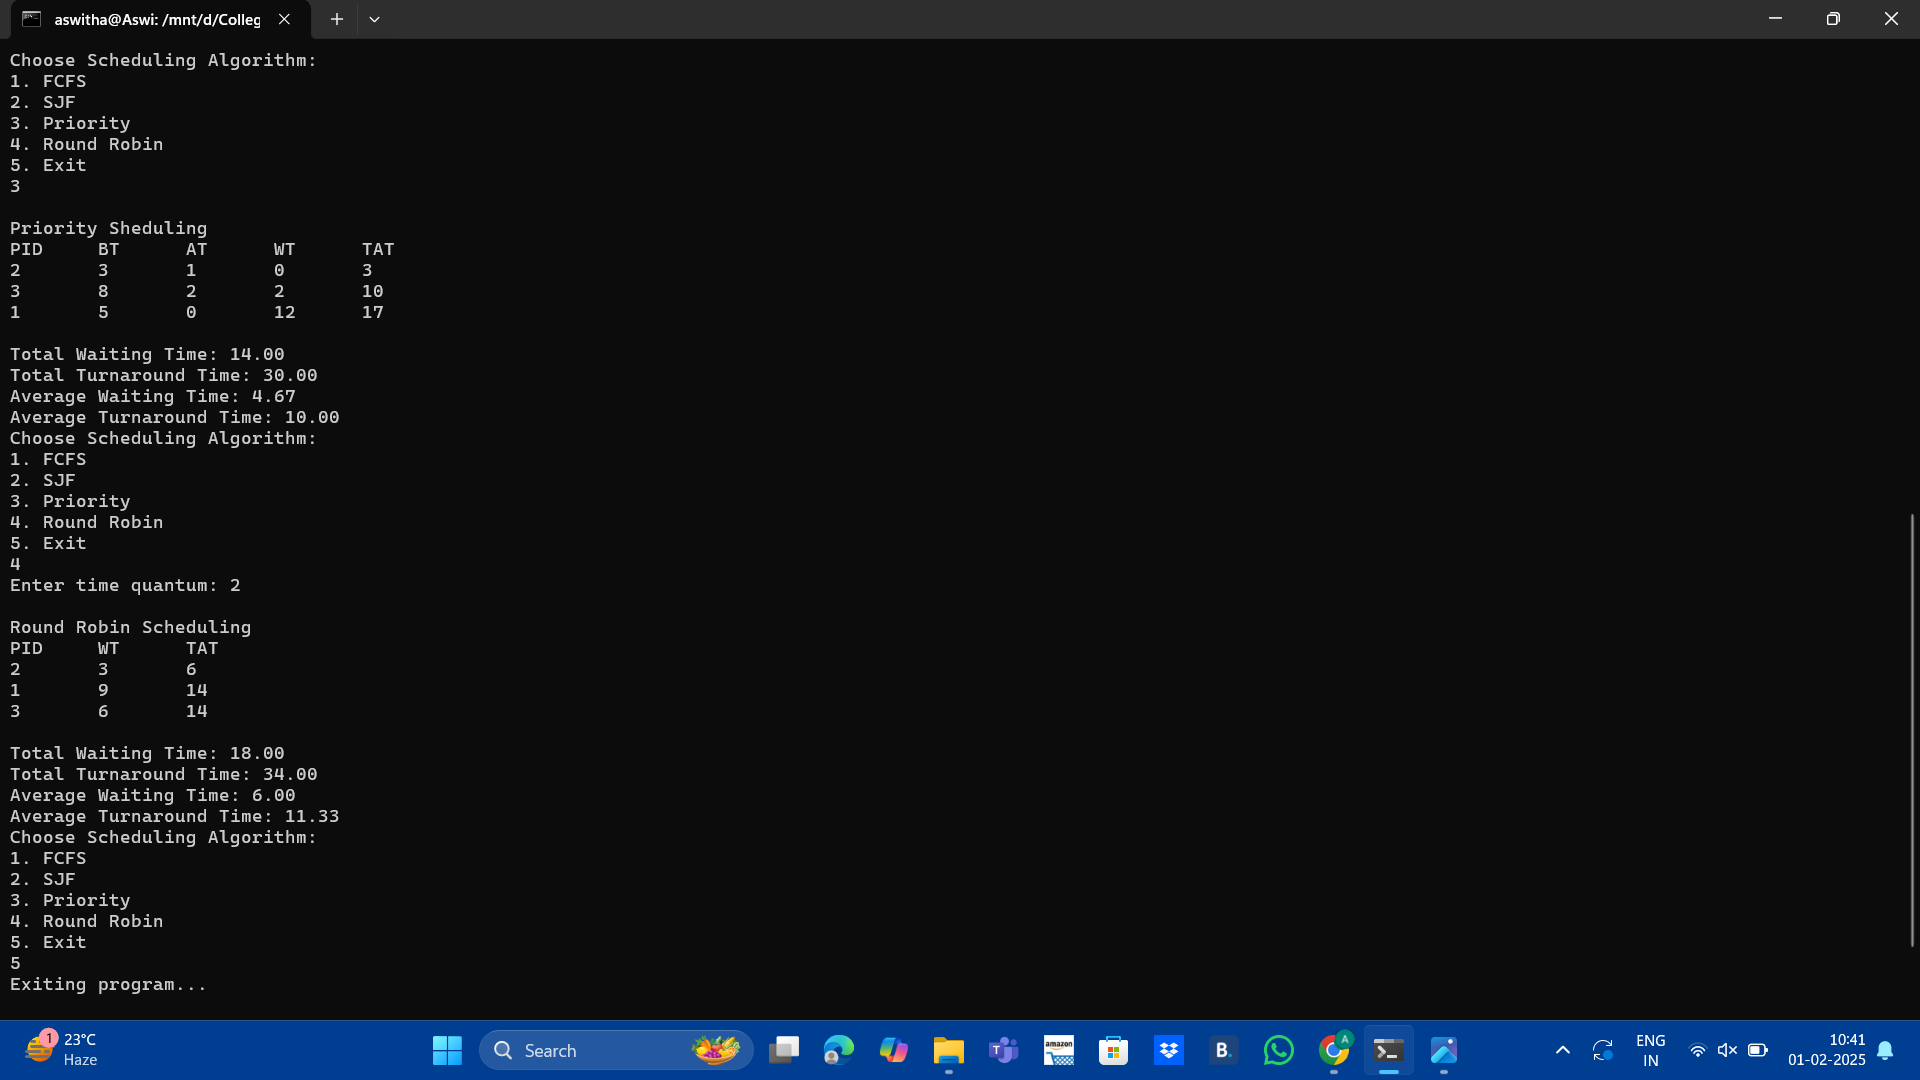 aswitha@Aswi: /mnt/d/Colleg
Choose Scheduling Algorithm:
1. FCFS
2. SJF
3. Priority
4. Round Robin
5. Exit
3
Priority Sheduling
PID BT AT WT TAT
2 3 1 0 3
3 8 2 2 10
1 5 0 12 17
Total Waiting Time: 14.00
Total Turnaround Time: 30.00
Average Waiting Time: 4.67
Average Turnaround Time: 10.00
Choose Scheduling Algorithm:
1. FCFS
2. SJF
3. Priority
4. Round Robin
5. Exit
4
Enter time quantum: 2
Round Robin Scheduling
PID WT TAT
2 3 6
1 9 14
3 6 14
Total Waiting Time: 18.00
Total Turnaround Time: 34.00
Average Waiting Time: 6.00
Average Turnaround Time: 11.33
Choose Scheduling Algorithm:
1. FCFS
2. SJF
3. Priority
4. Round Robin
5. Exit
5
Exiting program...
1
23°C
Haze
Search
T
amazon
B.
A
ENG
IN
10:41
01-02-2025